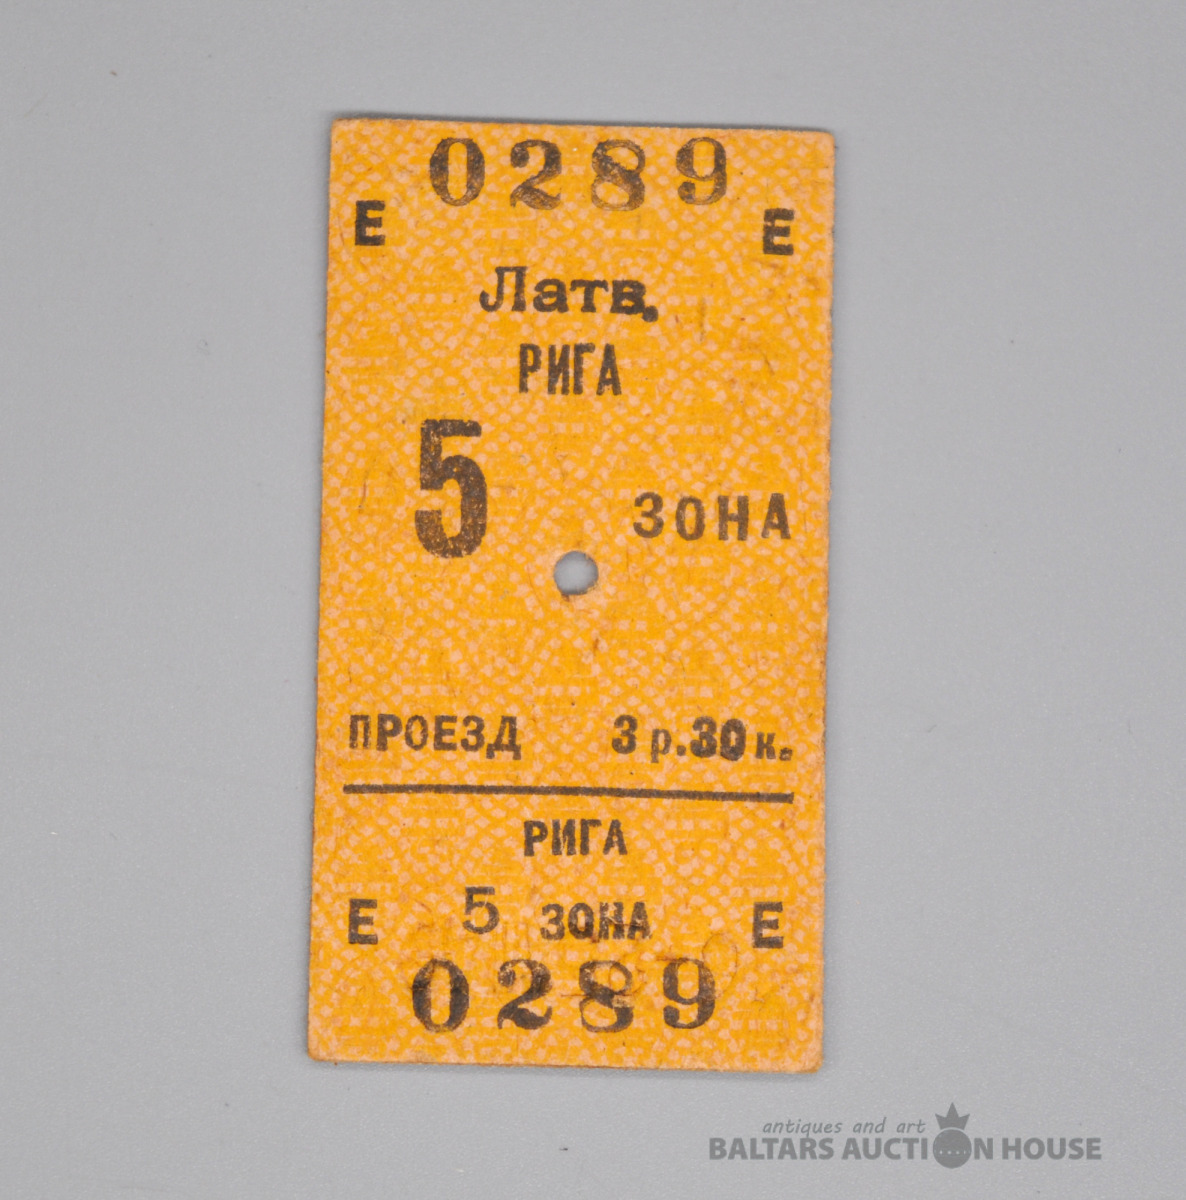 0289
Е Е
Латв.
РИГА
5 ЗОНА
ПРОЕЗД 3 р.30 к.
РИГА
Е 5 ЗОНА Е
0289
antiques and art
BALTARS AUCTION HOUSE